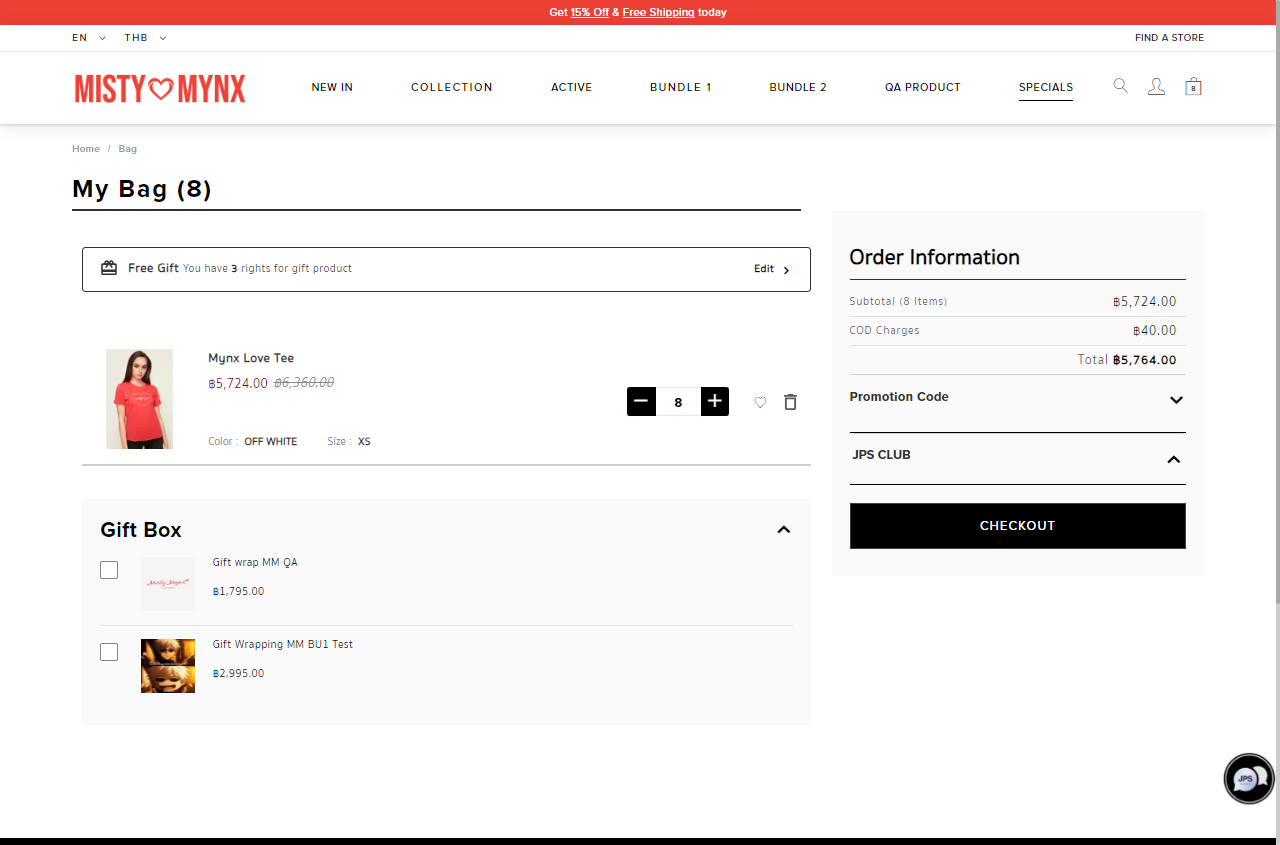 Get 15% Off & Free Shipping today
EN THB FIND A STORE
MISTY MYNX
NEW IN COLLECTION ACTIVE BUNDLE 1 BUNDLE 2 QA PRODUCT SPECIALS 8
Home / Bag
My Bag (8)
Free Gift You have 3 rights for gift product Edit
Mynx Love Tee
฿5,724.00 ฿6,360.00
8
Color : OFF WHITE Size : XS
Gift Box
Gift wrap MM QA
Misty Mynx
฿1,795.00
Gift Wrapping MM BU1 Test
฿2,995.00
Order Information
Subtotal (8 Items) ฿5,724.00
COD Charges ฿40.00
Total ฿5,764.00
Promotion Code
JPS CLUB
CHECKOUT
JPS